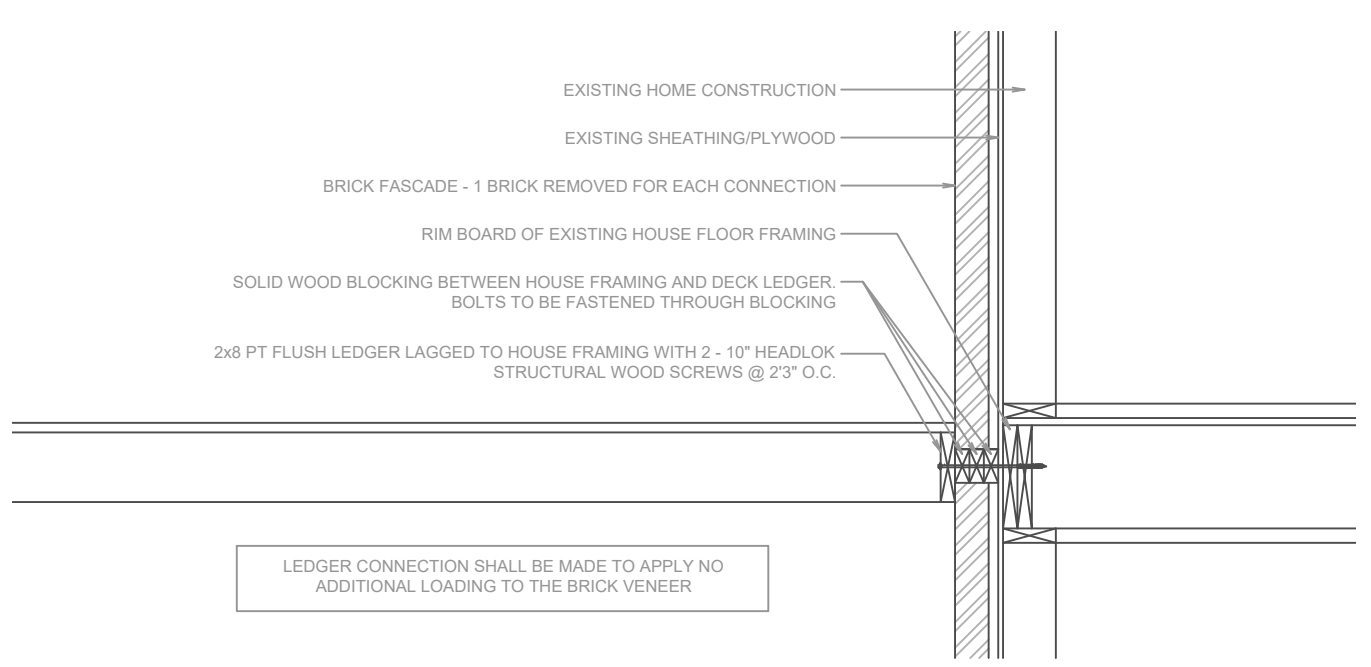 EXISTING HOME CONSTRUCTION
EXISTING SHEATHING/PLYWOOD
BRICK FASCADE - 1 BRICK REMOVED FOR EACH CONNECTION
RIM BOARD OF EXISTING HOUSE FLOOR FRAMING
SOLID WOOD BLOCKING BETWEEN HOUSE FRAMING AND DECK LEDGER.
BOLTS TO BE FASTENED THROUGH BLOCKING
2x8 PT FLUSH LEDGER LAGGED TO HOUSE FRAMING WITH 2 - 10" HEADLOK
STRUCTURAL WOOD SCREWS @ 2'3" O.C.
LEDGER CONNECTION SHALL BE MADE TO APPLY NO
ADDITIONAL LOADING TO THE BRICK VENEER